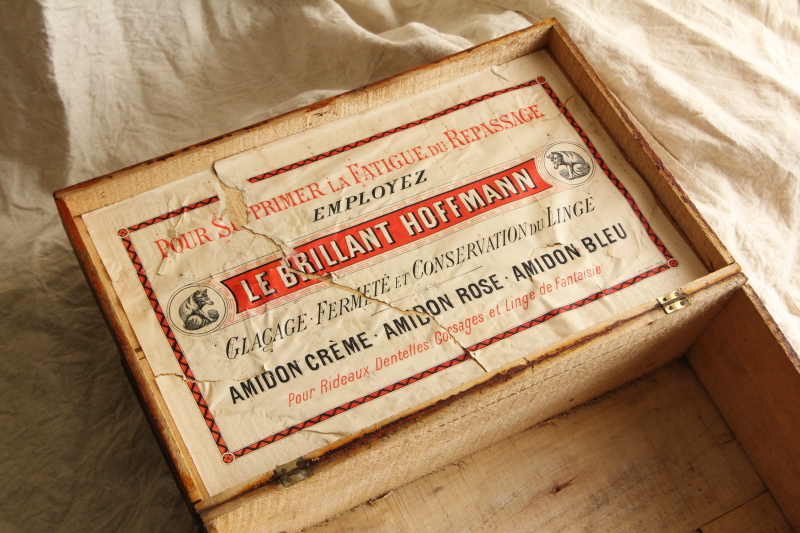 POUR SUPPRIMER LA FATIGUE DU REPASSAGE
EMPLOYEZ
LE BRILLANT HOFFMANN
GLAÇAGE · FERMETÉ ET CONSERVATION DU LINGE
AMIDON CRÈME · AMIDON ROSE · AMIDON BLEU
Pour Rideaux, Dentelles, Corsages et Linge de Fantaisie